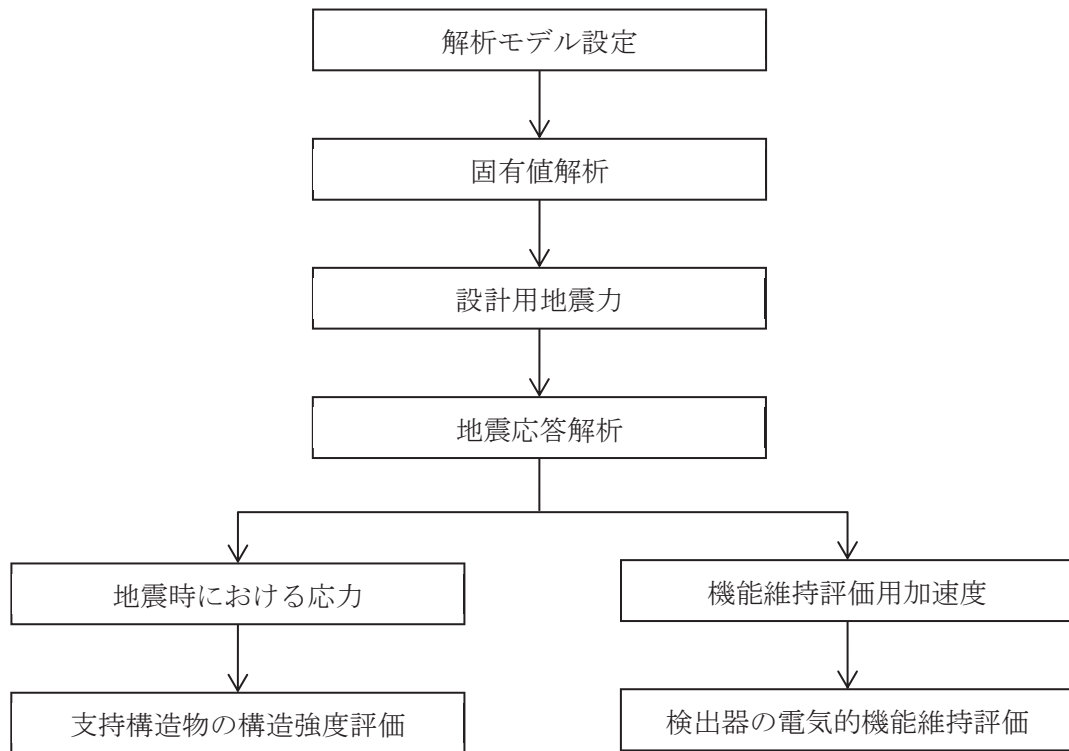 解析モデル設定
固有値解析
設計用地震力
地震応答解析
地震時における応力
機能維持評価用加速度
支持構造物の構造強度評価
検出器の電気的機能維持評価